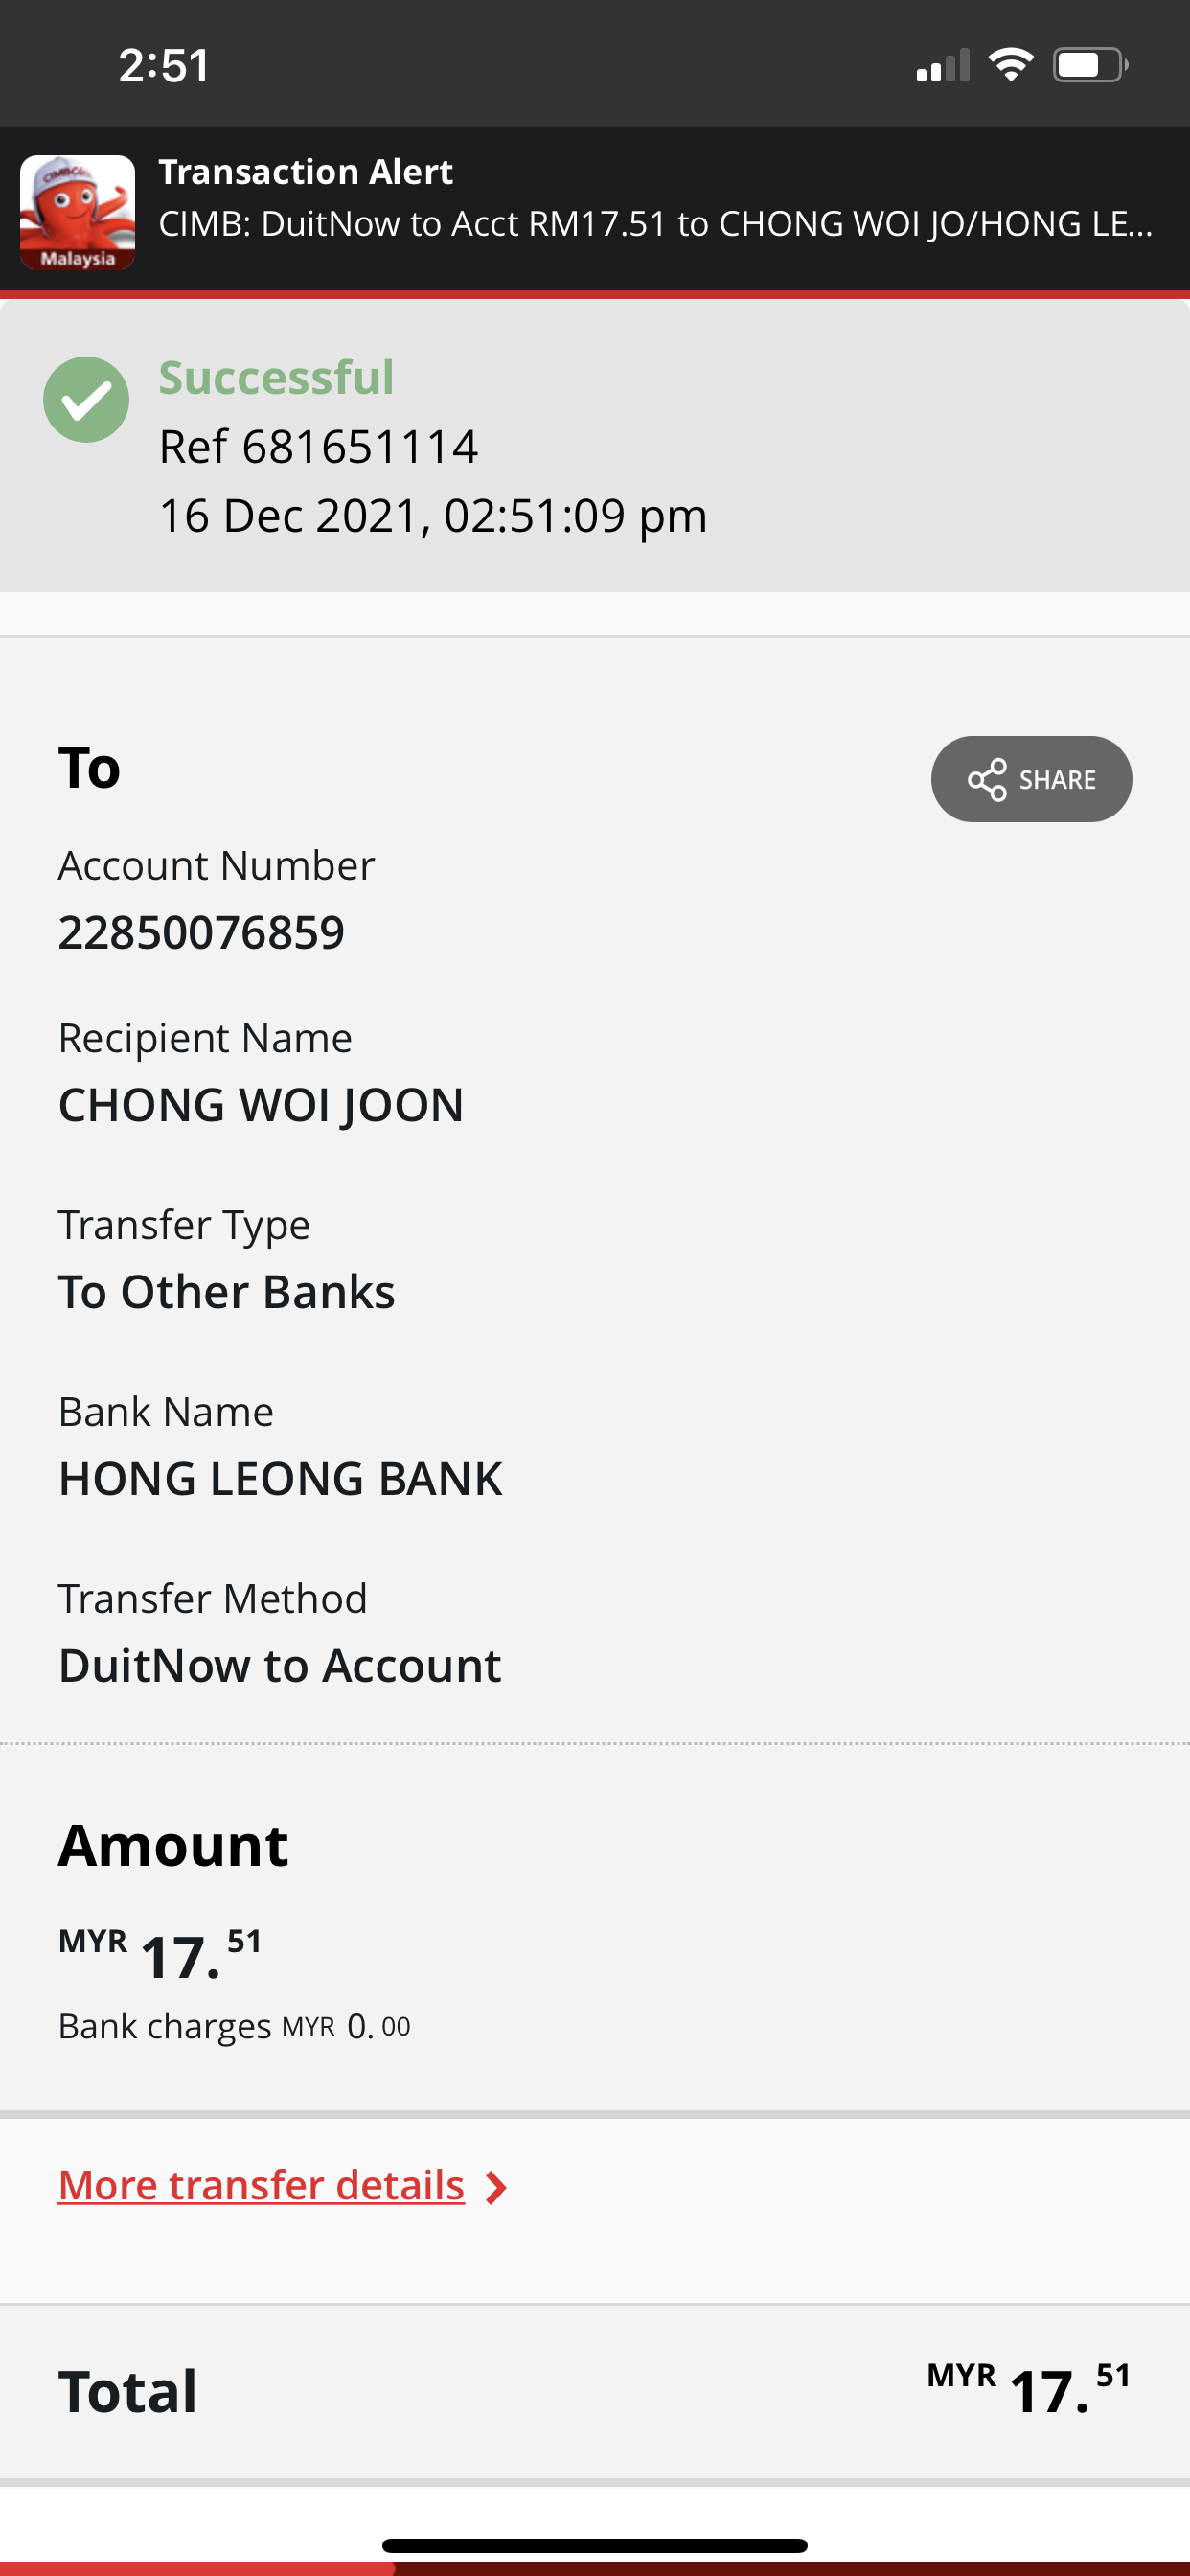 2:51
Transaction Alert
CIMB: DuitNow to Acct RM17.51 to CHONG WOI JO/HONG LE...
Malaysia
Successful
Ref 681651114
16 Dec 2021, 02:51:09 pm
To
SHARE
Account Number
22850076859
Recipient Name
CHONG WOI JOON
Transfer Type
To Other Banks
Bank Name
HONG LEONG BANK
Transfer Method
DuitNow to Account
Amount
MYR 17.51
Bank charges MYR 0.00
More transfer details
Total MYR 17.51